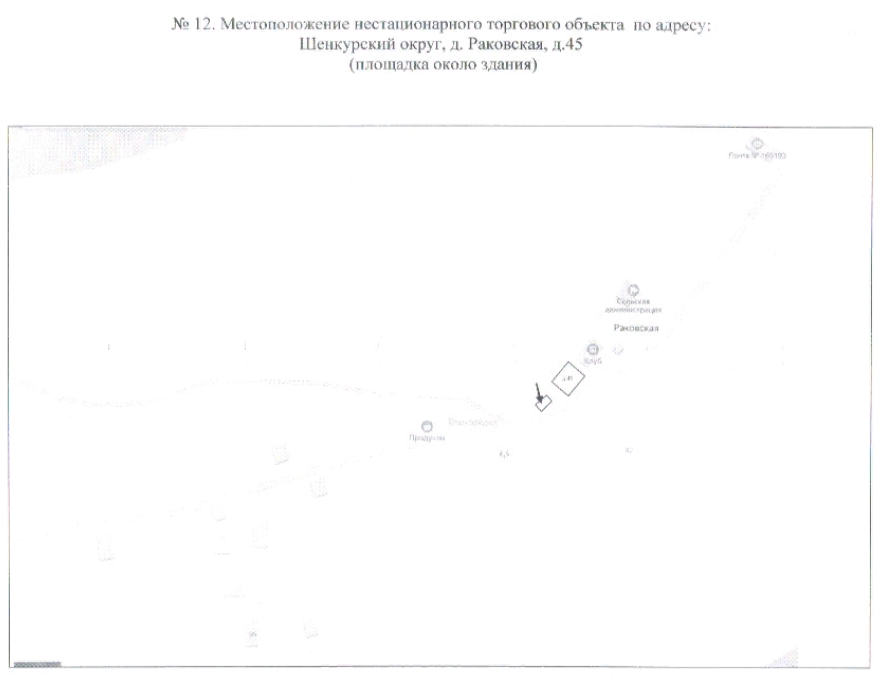 № 12. Местоположение нестационарного торгового объекта по адресу:
Шенкурский округ, д. Раковская, д.45
(площадка около здания)
Сельская
администрация
Раковская
Клуб
Продукты